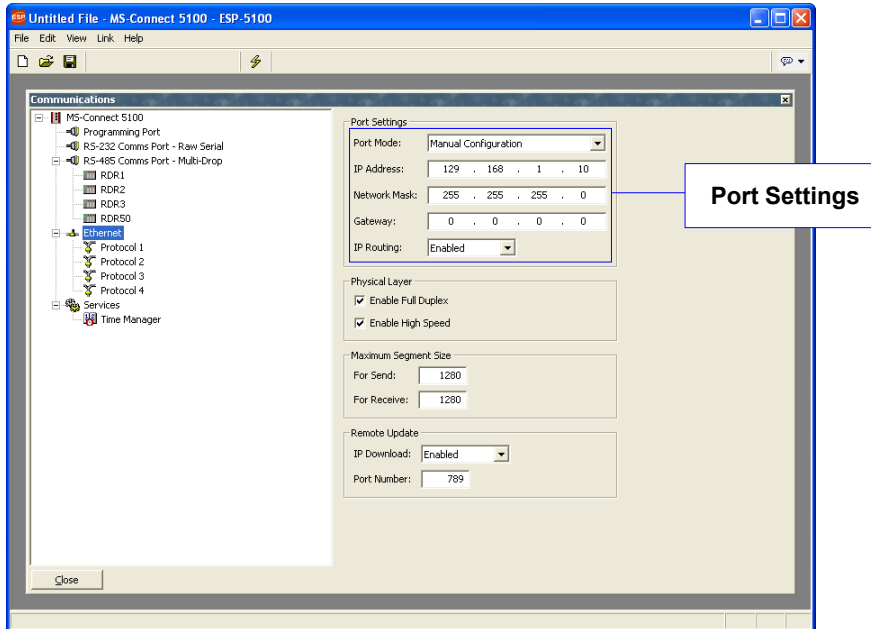 Untitled File - MS-Connect 5100 - ESP-5100
File Edit View Link Help
Communications
MS-Connect 5100
Programming Port
RS-232 Comms Port - Raw Serial
RS-485 Comms Port - Multi-Drop
RDR1
RDR2
RDR3
RDR50
Ethernet
Protocol 1
Protocol 2
Protocol 3
Protocol 4
Services
Time Manager
Port Settings
Port Mode: Manual Configuration
IP Address: 129 . 168 . 1 . 10
Network Mask: 255 . 255 . 255 . 0
Gateway: 0 . 0 . 0 . 0
IP Routing: Enabled
Physical Layer
Enable Full Duplex
Enable High Speed
Maximum Segment Size
For Send: 1280
For Receive: 1280
Remote Update
IP Download: Enabled
Port Number: 789
Close
Port Settings